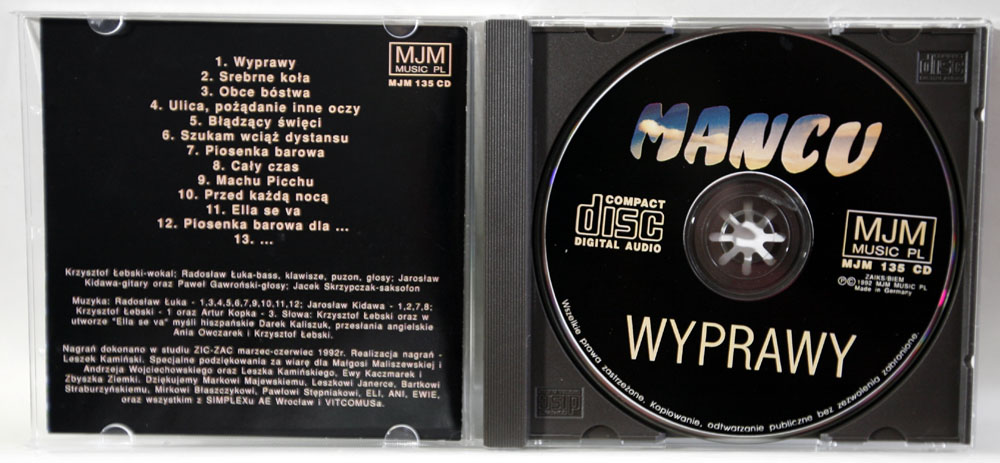 MJM
MUSIC PL
MJM 135 CD
1. Wyprawy
2. Srebrne koła
3. Obce bóstwa
4. Ulica, pożądanie inne oczy
5. Błądzący święci
6. Szukam wciąż dystansu
7. Piosenka barowa
8. Cały czas
9. Machu Picchu
10. Przed każdą nocą
11. Ella se va
12. Piosenka barowa dla ...
13. ...
Krzysztof Łebski-wokal; Radosław Łuka-bass, klawisze, puzon, głosy; Jarosław
Kidawa-gitary oraz Paweł Gawroński-głosy; Jacek Skrzypczak-saksofon
Muzyka: Radosław Łuka - 1,3,4,5,6,7,9,10,11,12; Jarosław Kidawa - 1,2,7,8;
Krzysztof Łebski - 1 oraz Artur Kopka - 3. Słowa: Krzysztof Łebski oraz w
utworze "Ella se va" myśli hiszpańskie Darek Kaliszuk, przesłania angielskie
Ania Owczarek i Krzysztof Łebski.
Nagrań dokonano w studiu ZIC-ZAC marzec-czerwiec 1992r. Realizacja nagrań -
Leszek Kamiński. Specjalne podziękowania za wiarę dla Małgosi Maliszewskiej i
Andrzeja Wojciechowskiego oraz Leszka Kamińskiego, Ewy Kaczmarek i
Zbyszka Ziemki. Dziękujemy Markowi Majewskiemu, Leszkowi Janerce, Bartkowi
Straburzyńskiemu, Mirkowi Błaszczykowi, Pawłowi Stępniakowi, ELI, ANI, EWIE,
oraz wszystkim z SIMPLEXu AE Wrocław i VITCOMUSa.
MANCU
COMPACT
disc
DIGITAL AUDIO
MJM
MUSIC PL
MJM 135 CD
ZAIKS/BIEM
ⓅⒸ 1992 MJM MUSIC PL
Made in Germany
WYPRAWY
Wszelkie prawa zastrzeżone. Kopiowanie, odtwarzanie publiczne bez zezwolenia zabronione
disc